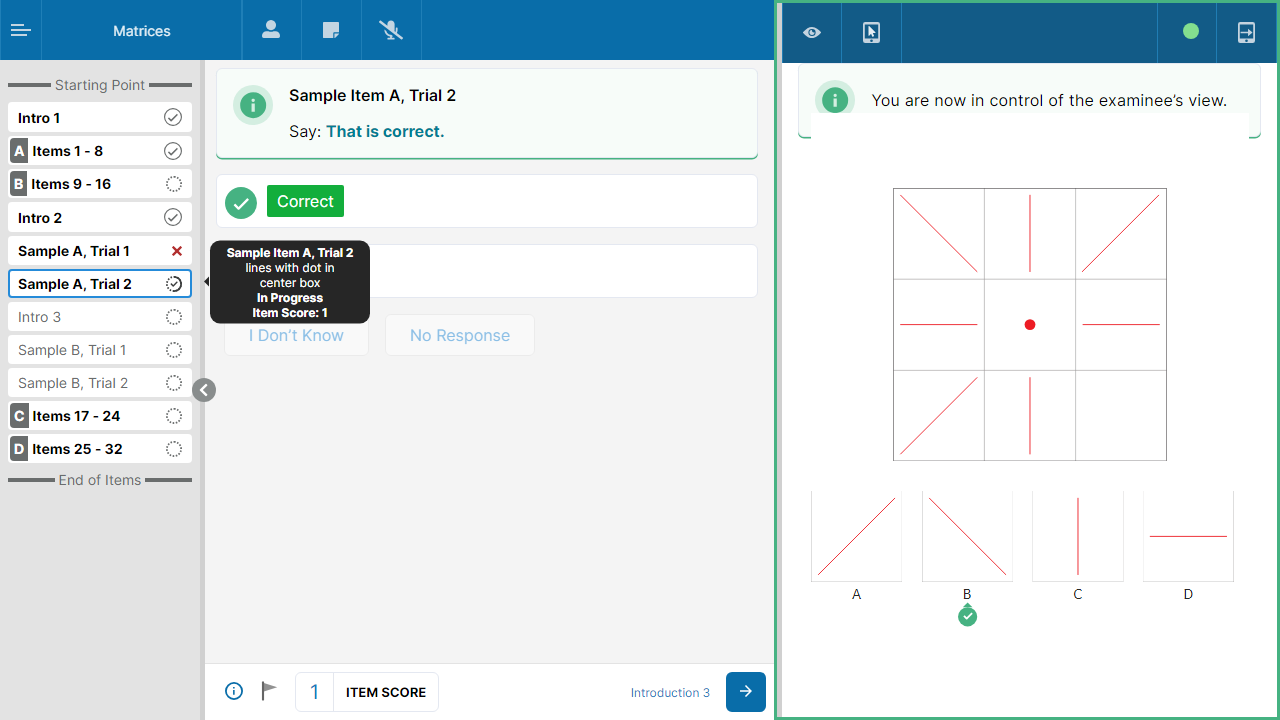 Matrices
Starting Point
Intro 1
A Items 1 - 8
B Items 9 - 16
Intro 2
Sample A, Trial 1
Sample A, Trial 2
Intro 3
Sample B, Trial 1
Sample B, Trial 2
C Items 17 - 24
D Items 25 - 32
End of Items
Sample Item A, Trial 2
Say: That is correct.
Correct
Sample Item A, Trial 2
lines with dot in
center box
In Progress
Item Score: 1
I Don't Know
No Response
1 ITEM SCORE
Introduction 3
You are now in control of the examinee's view.
A B C D